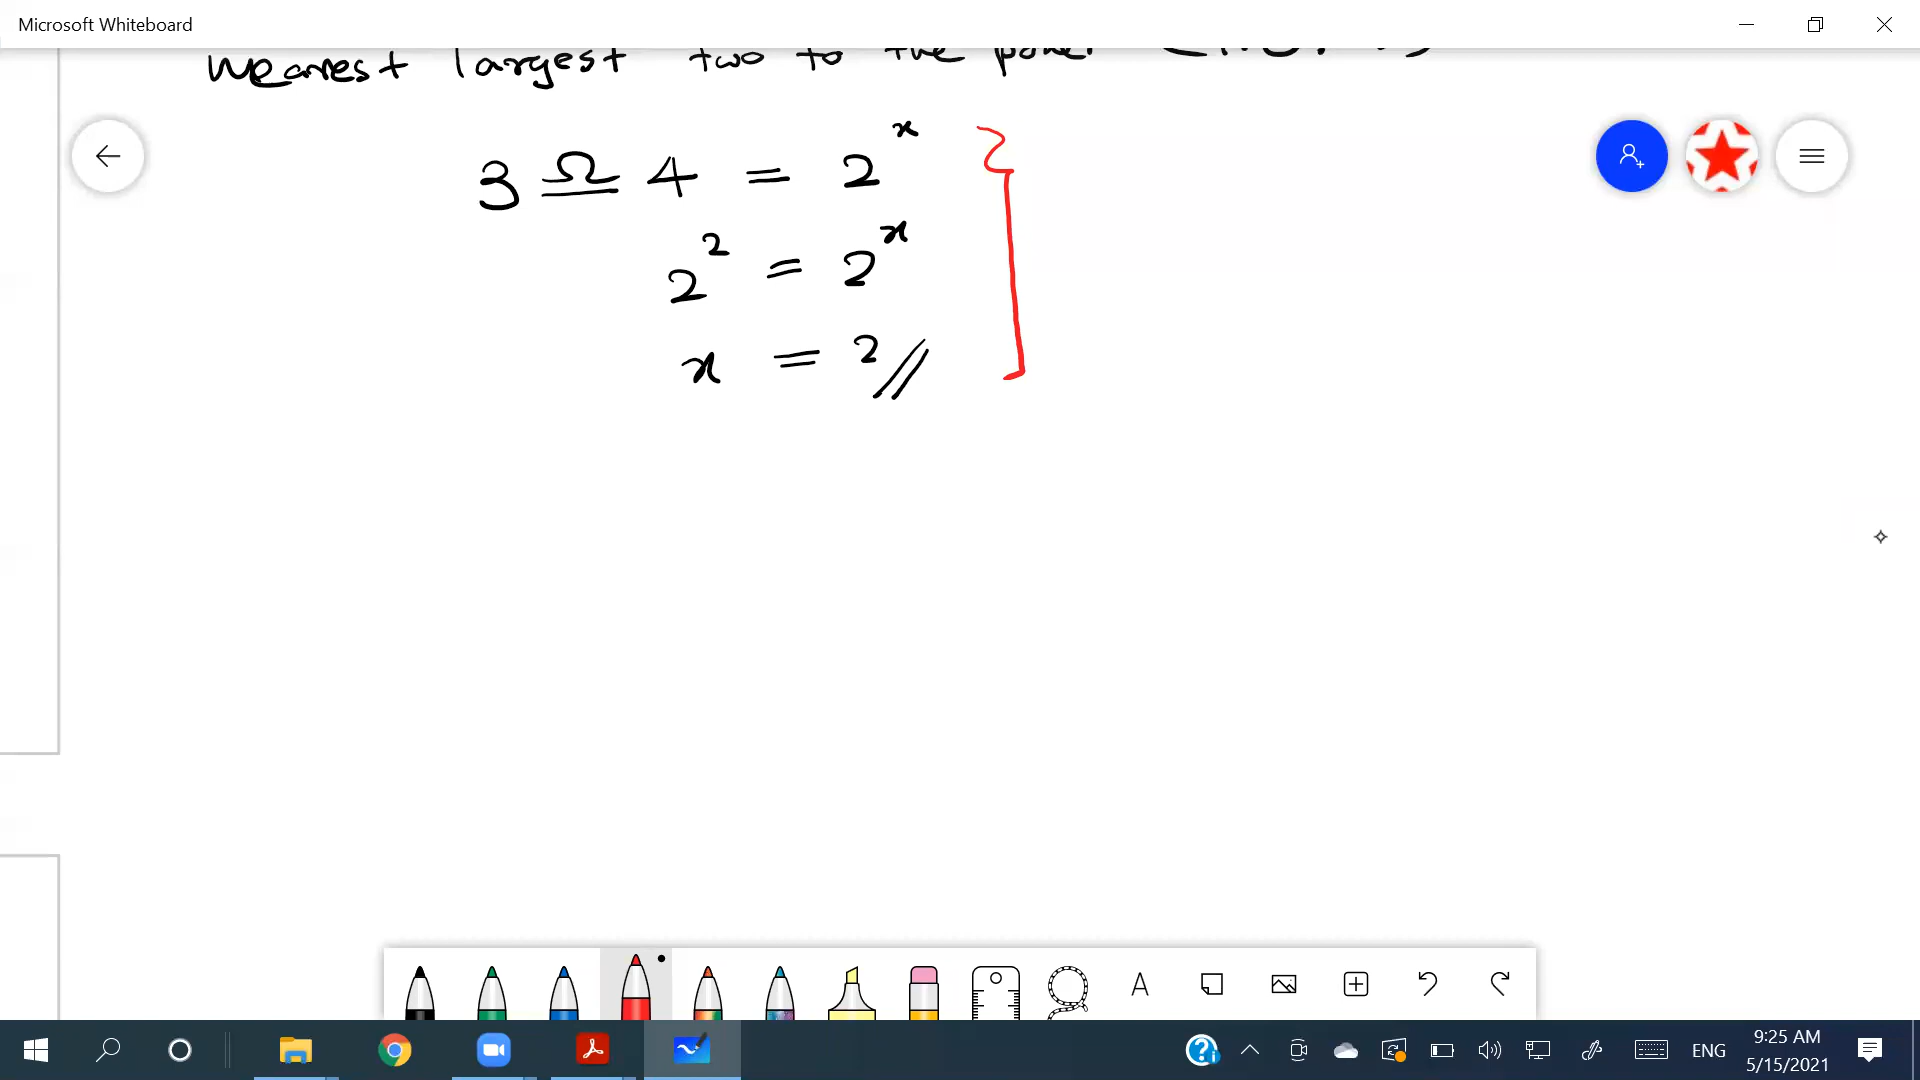 Microsoft Whiteboard
largest two to the power
3 Ω 4 = 2^x
2^2 = 2^x
x = 2//
A
ENG
9:25 AM
5/15/2021